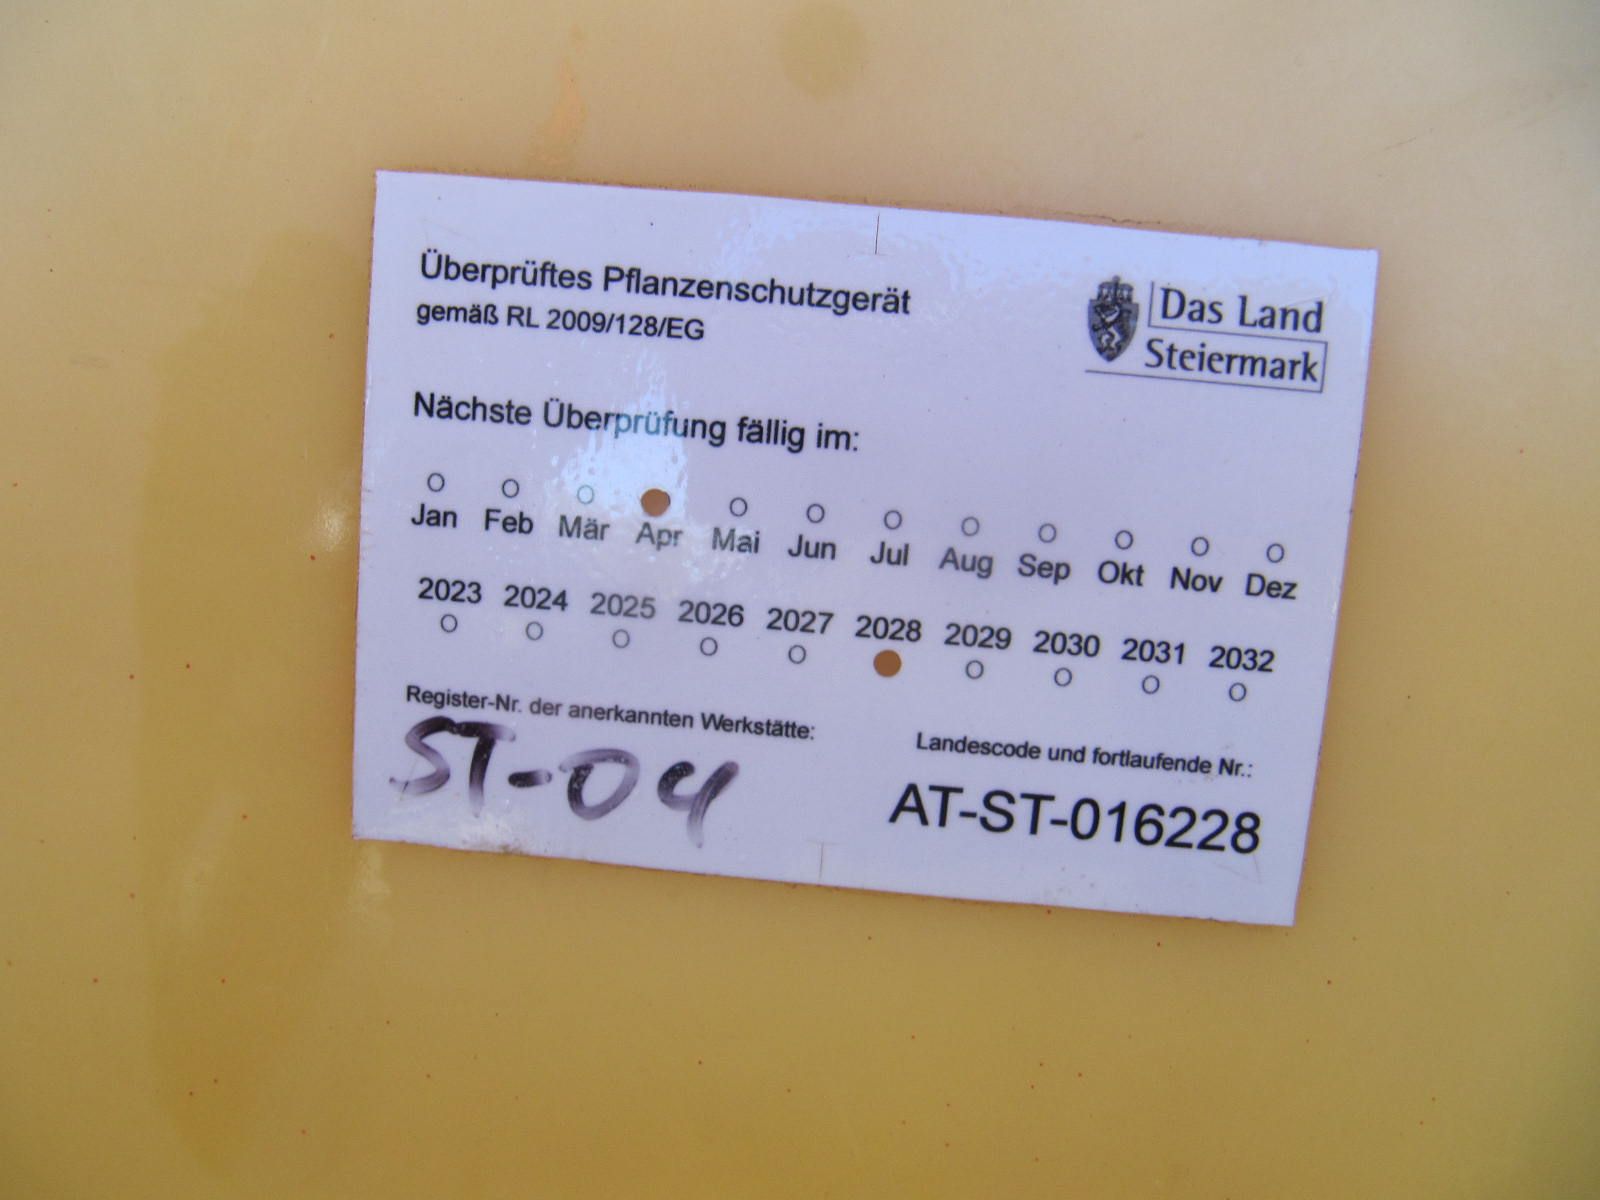 Überprüftes Pflanzenschutzgerät
gemäß RL 2009/128/EG
Das Land
Steiermark
Nächste Überprüfung fällig im:
Jan Feb Mär Apr Mai Jun Jul Aug Sep Okt Nov Dez
2023 2024 2025 2026 2027 2028 2029 2030 2031 2032
Register-Nr. der anerkannten Werkstätte:
ST-04
Landescode und fortlaufende Nr.:
AT-ST-016228